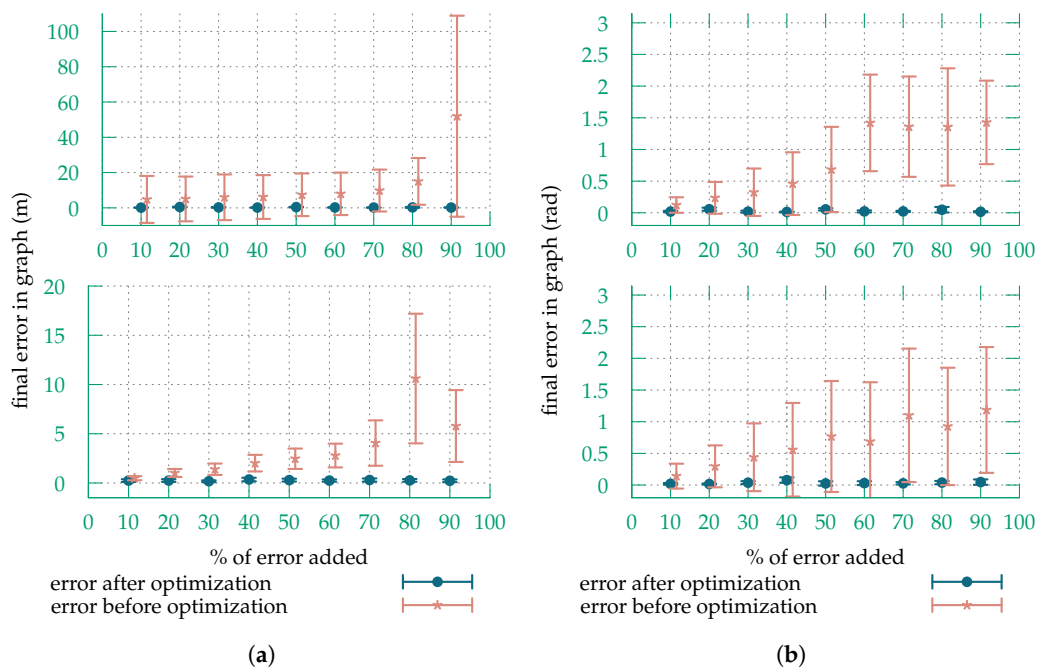 100
80
60
40
20
0
0 10 20 30 40 50 60 70 80 90 100
20
15
10
5
0
0 10 20 30 40 50 60 70 80 90 100
final error in graph (m)
% of error added
error after optimization
error before optimization
(a)
3
2.5
2
1.5
1
0.5
0
0 10 20 30 40 50 60 70 80 90 100
3
2.5
2
1.5
1
0.5
0
0 10 20 30 40 50 60 70 80 90 100
final error in graph (rad)
% of error added
error after optimization
error before optimization
(b)